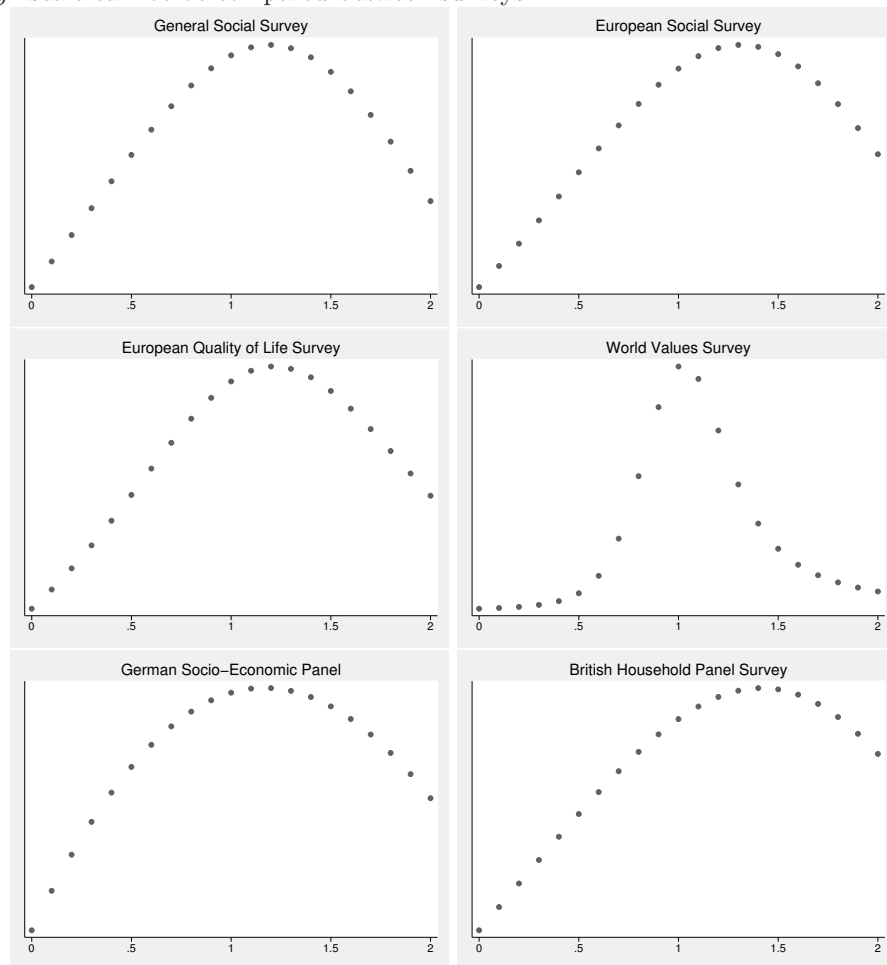 surveys
General Social Survey
European Social Survey
0 .5 1 1.5 2
0 .5 1 1.5 2
European Quality of Life Survey
World Values Survey
0 .5 1 1.5 2
0 .5 1 1.5 2
German Socio−Economic Panel
British Household Panel Survey
0 .5 1 1.5 2
0 .5 1 1.5 2